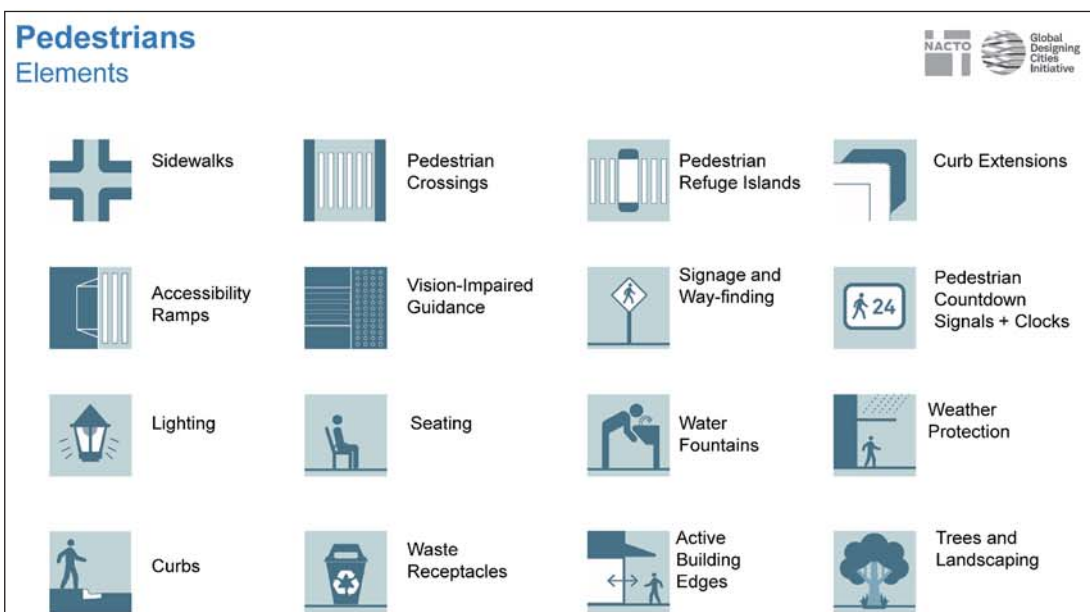 Pedestrians
Elements
NACTO
Global
Designing
Cities
Initiative
Sidewalks
Pedestrian
Crossings
Pedestrian
Refuge Islands
Curb Extensions
Accessibility
Ramps
Vision-Impaired
Guidance
Signage and
Way-finding
24
Pedestrian
Countdown
Signals + Clocks
Lighting
Seating
Water
Fountains
Weather
Protection
Curbs
Waste
Receptacles
Active
Building
Edges
Trees and
Landscaping